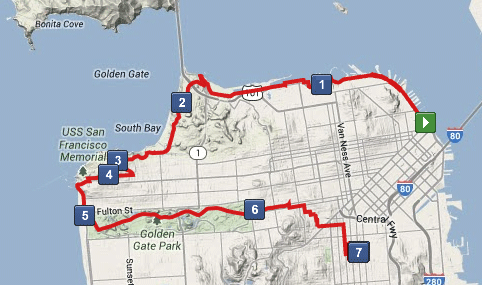 Bonita Cove
Golden Gate
101
1
2
80
South Bay
Van Ness Ave
USS San
Francisco
Memorial
3
1
4
80
5
Fulton St
6
Central
Fwy
Golden
Gate Park
7
Sunset
280